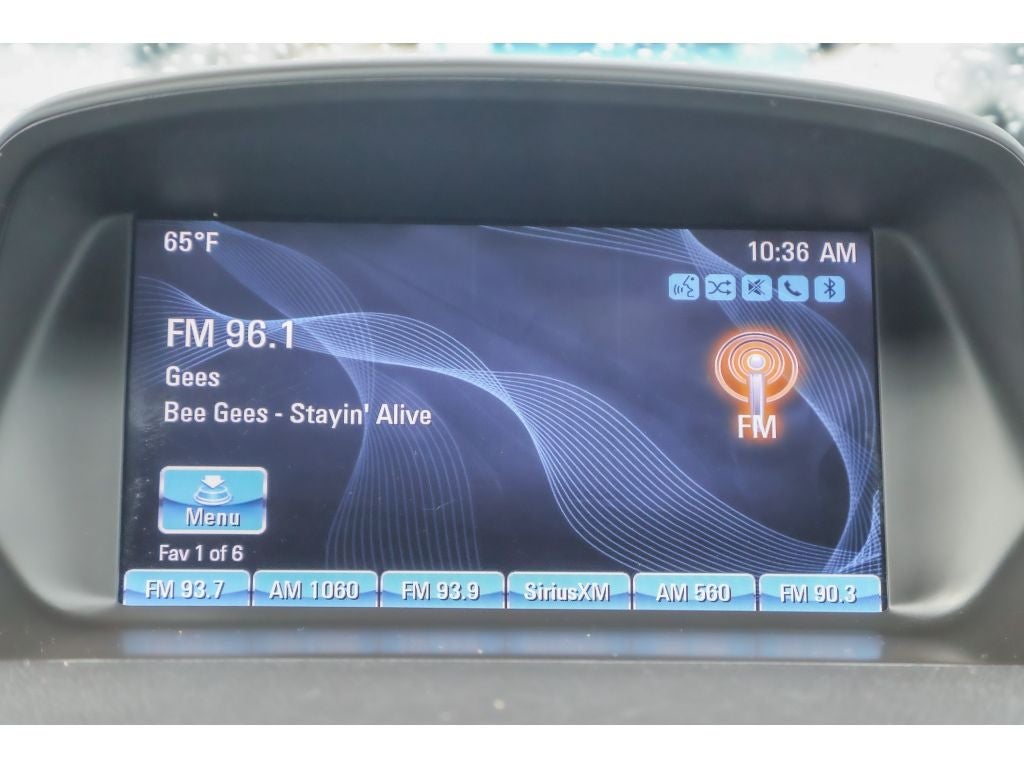 65°F
10:36 AM
FM 96.1
Gees
Bee Gees - Stayin' Alive
FM
Menu
Fav 1 of 6
FM 93.7
AM 1060
FM 93.9
SiriusXM
AM 560
FM 90.3